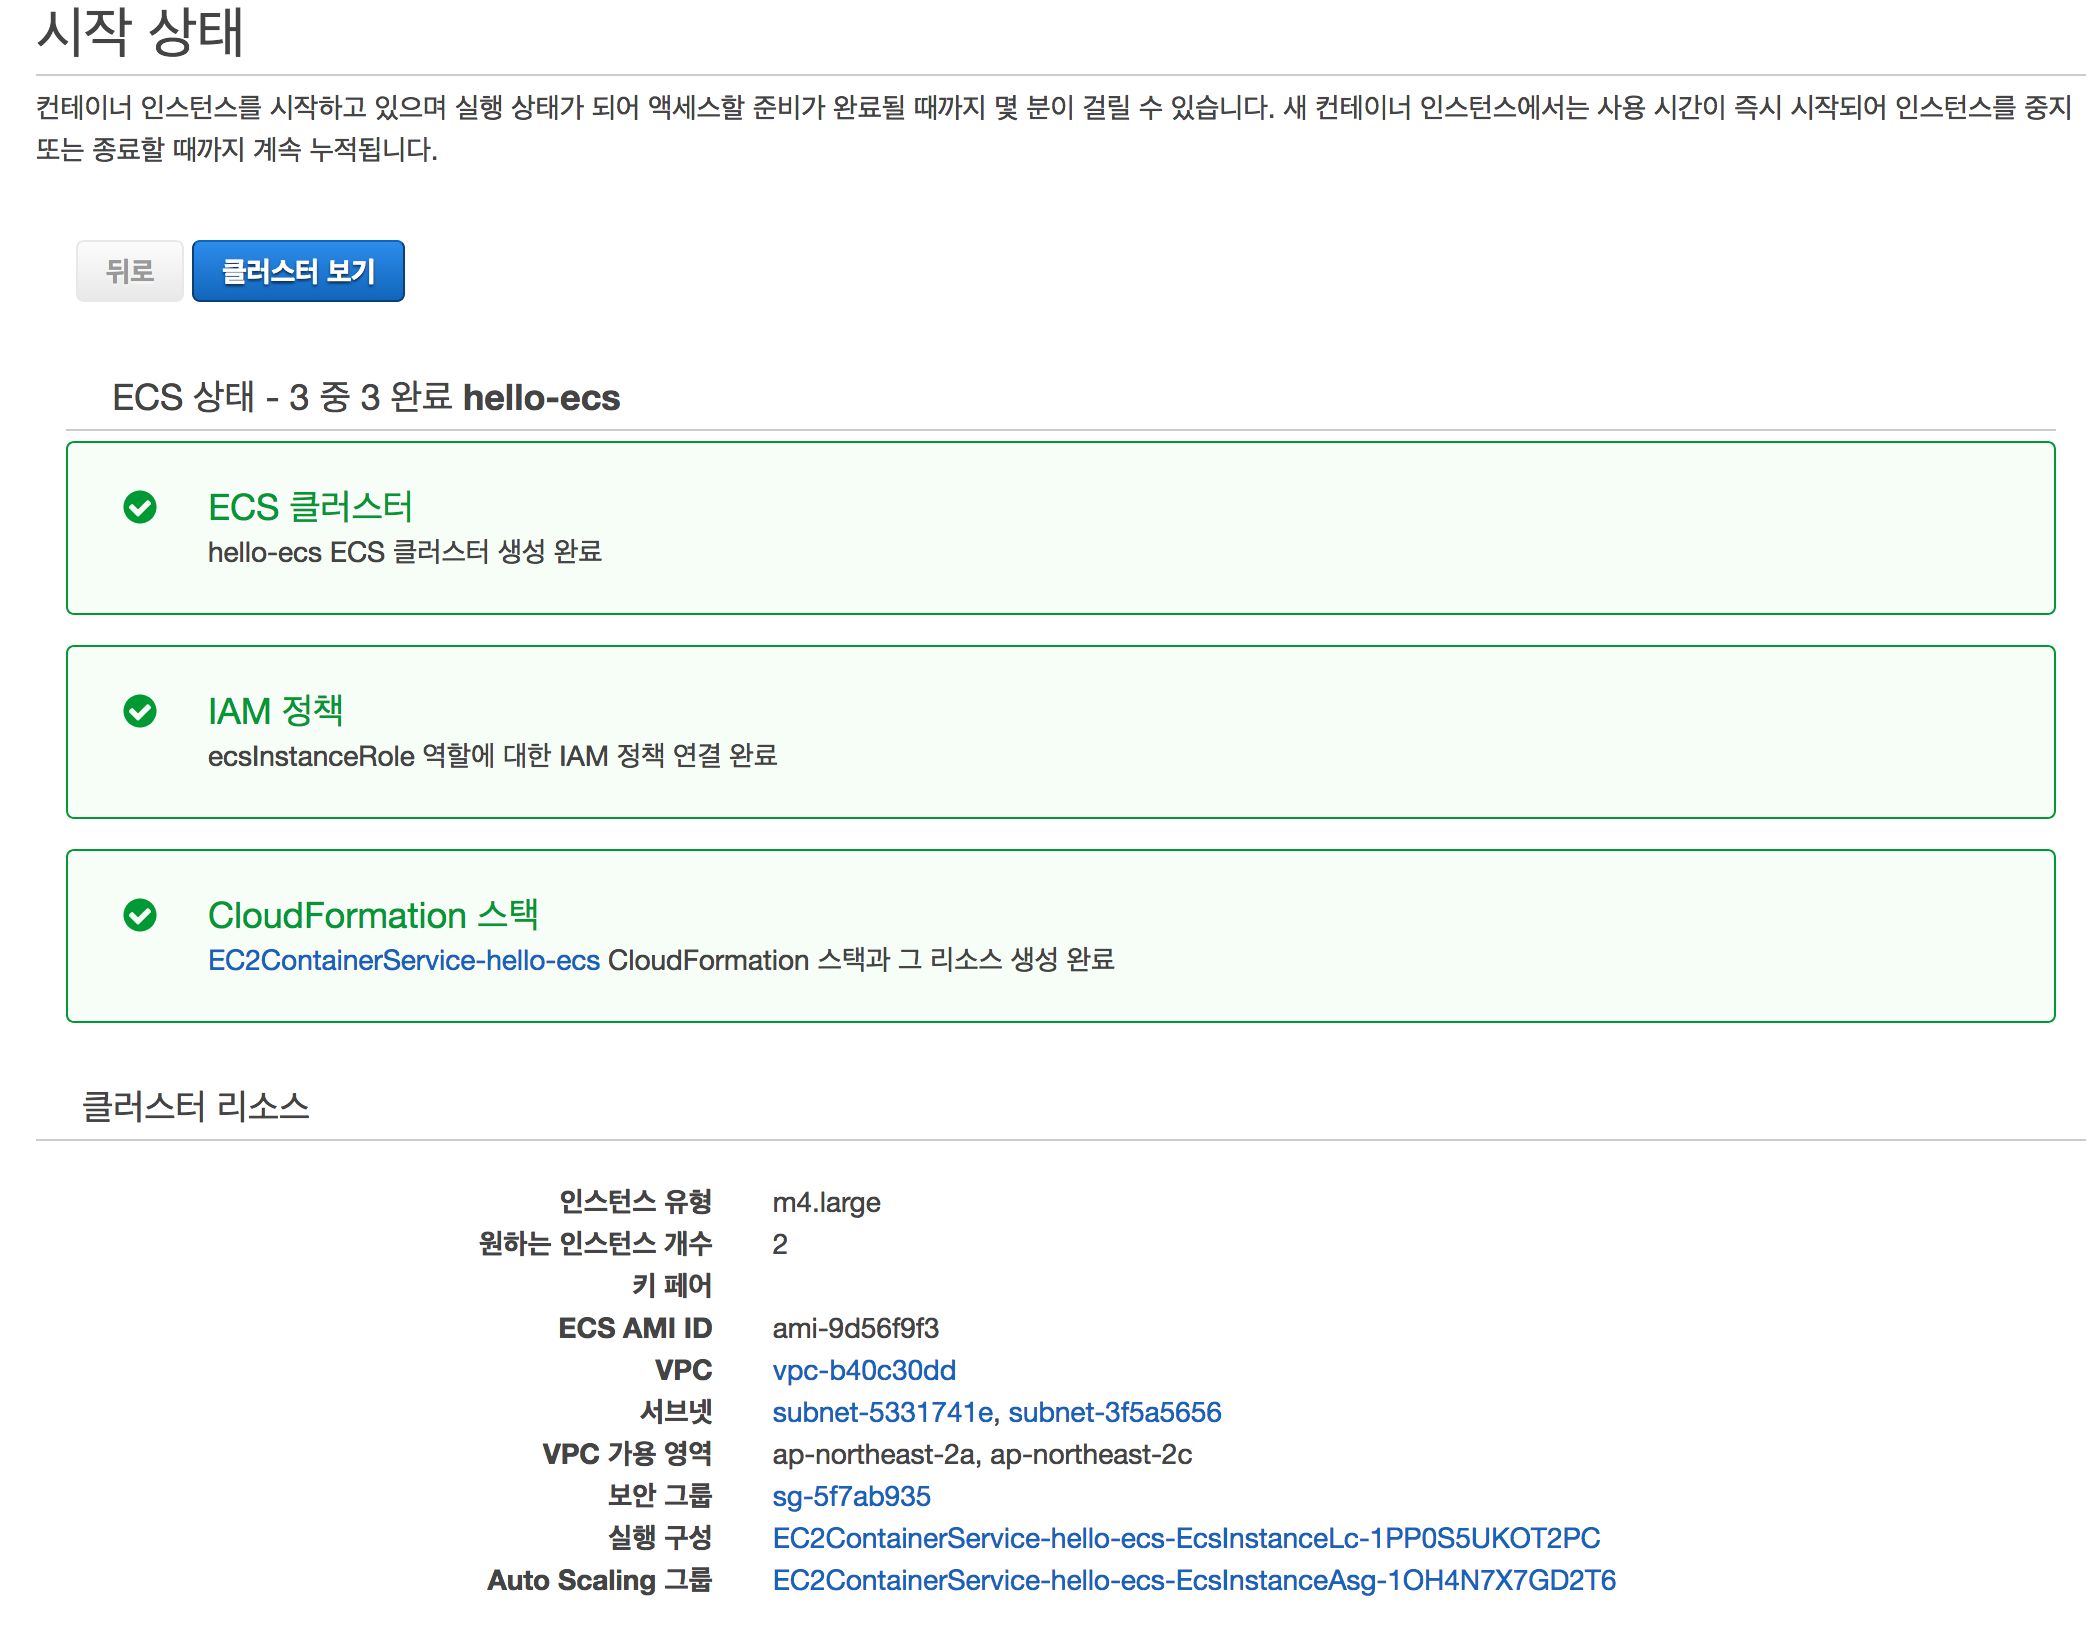 시작 상태
컨테이너 인스턴스를 시작하고 있으며 실행 상태가 되어 액세스할 준비가 완료될 때까지 몇 분이 걸릴 수 있습니다. 새 컨테이너 인스턴스에서는 사용 시간이 즉시 시작되어 인스턴스를 중지
또는 종료할 때까지 계속 누적됩니다.
뒤로 클러스터 보기
ECS 상태 - 3 중 3 완료 hello-ecs
ECS 클러스터
hello-ecs ECS 클러스터 생성 완료
IAM 정책
ecsInstanceRole 역할에 대한 IAM 정책 연결 완료
CloudFormation 스택
EC2ContainerService-hello-ecs CloudFormation 스택과 그 리소스 생성 완료
클러스터 리소스
인스턴스 유형 m4.large
원하는 인스턴스 개수 2
키 페어
ECS AMI ID ami-9d56f9f3
VPC vpc-b40c30dd
서브넷 subnet-5331741e, subnet-3f5a5656
VPC 가용 영역 ap-northeast-2a, ap-northeast-2c
보안 그룹 sg-5f7ab935
실행 구성 EC2ContainerService-hello-ecs-EcsInstanceLc-1PP0S5UKOT2PC
Auto Scaling 그룹 EC2ContainerService-hello-ecs-EcsInstanceAsg-1OH4N7X7GD2T6